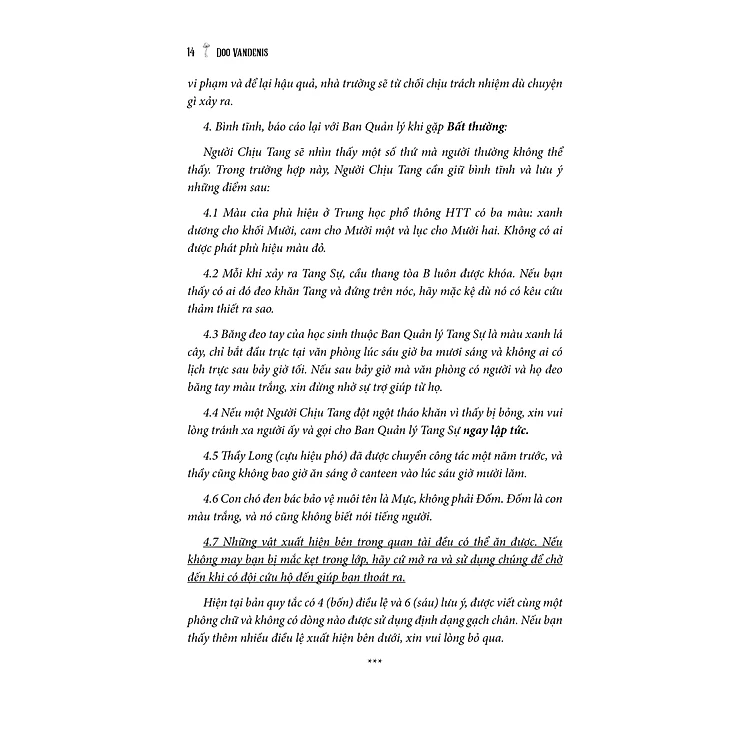 14 Doo Vandenis
vi phạm và để lại hậu quả, nhà trường sẽ từ chối chịu trách nhiệm dù chuyện
gì xảy ra.
4. Bình tĩnh, báo cáo lại với Ban Quản lý khi gặp Bất thường:
Người Chịu Tang sẽ nhìn thấy một số thứ mà người thường không thể
thấy. Trong trường hợp này, Người Chịu Tang cần giữ bình tĩnh và lưu ý
những điểm sau:
4.1 Màu của phù hiệu ở Trung học phổ thông HTT có ba màu: xanh
dương cho khối Mười, cam cho Mười một và lục cho Mười hai. Không có ai
được phát phù hiệu màu đỏ.
4.2 Mỗi khi xảy ra Tang Sự, cầu thang tòa B luôn được khóa. Nếu bạn
thấy có ai đó đeo khăn Tang và đứng trên nóc, hãy mặc kệ dù nó có kêu cứu
thảm thiết ra sao.
4.3 Băng đeo tay của học sinh thuộc Ban Quản lý Tang Sự là màu xanh lá
cây, chỉ bắt đầu trực tại văn phòng lúc sáu giờ ba mươi sáng và không ai có
lịch trực sau bảy giờ tối. Nếu sau bảy giờ mà văn phòng có người và họ đeo
băng tay màu trắng, xin đừng nhờ sự trợ giúp từ họ.
4.4 Nếu một Người Chịu Tang đột ngột tháo khăn vì thấy bị bỏng, xin vui
lòng tránh xa người ấy và gọi cho Ban Quản lý Tang Sự ngay lập tức.
4.5 Thầy Long (cựu hiệu phó) đã được chuyển công tác một năm trước, và
thầy cũng không bao giờ ăn sáng ở canteen vào lúc sáu giờ mười lăm.
4.6 Con chó đen bác bảo vệ nuôi tên là Mực, không phải Đốm. Đốm là con
màu trắng, và nó cũng không biết nói tiếng người.
4.7 Những vật xuất hiện bên trong quan tài đều có thể ăn được. Nếu
không may bạn bị mắc kẹt trong lớp, hãy cứ mở ra và sử dụng chúng để chờ
đến khi có đội cứu hộ đến giúp bạn thoát ra.
Hiện tại bản quy tắc có 4 (bốn) điều lệ và 6 (sáu) lưu ý, được viết cùng một
phông chữ và không có dòng nào được sử dụng định dạng gạch chân. Nếu bạn
thấy thêm nhiều điều lệ xuất hiện bên dưới, xin vui lòng bỏ qua.
***